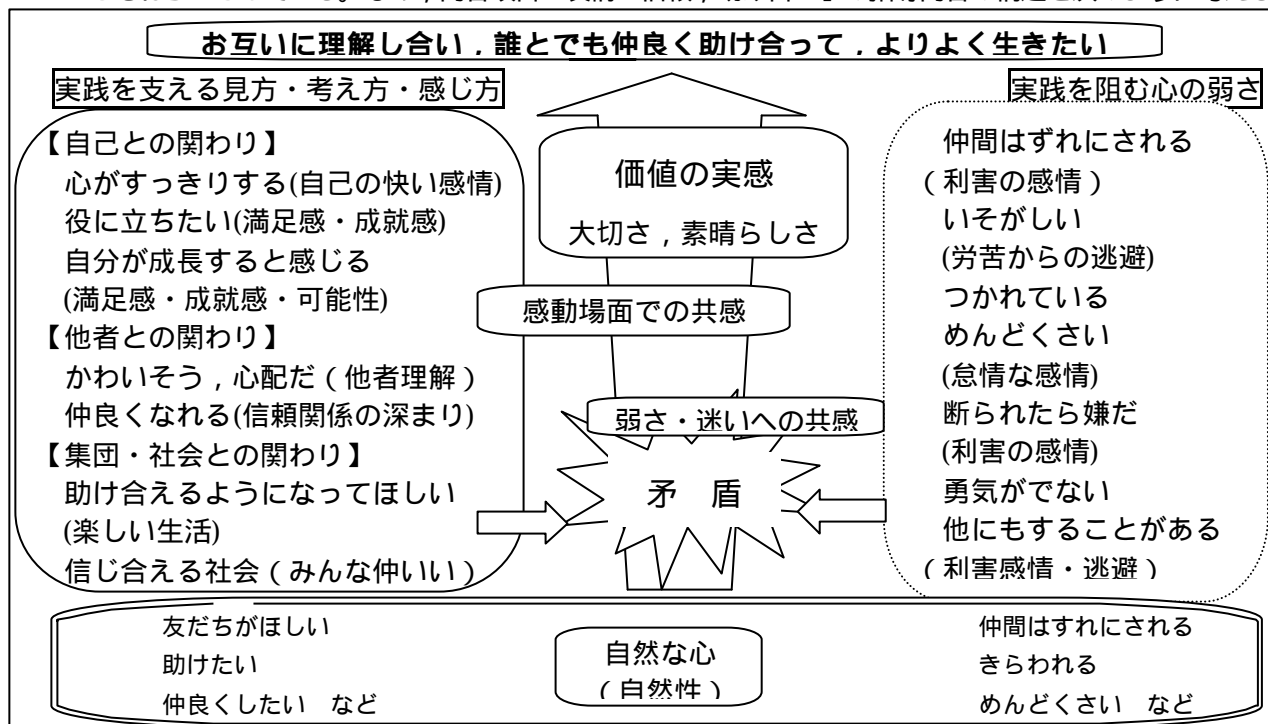 お互いに理解し合い，誰とでも仲良く助け合って，よりよく生きたい
実践を支える見方・考え方・感じ方
【自己との関わり】
心がすっきりする(自己の快い感情)
役に立ちたい(満足感・成就感)
自分が成長すると感じる
(満足感・成就感・可能性)
【他者との関わり】
かわいそう，心配だ（他者理解）
仲良くなれる(信頼関係の深まり)
【集団・社会との関わり】
助け合えるようになってほしい
(楽しい生活)
信じ合える社会（みんな仲いい）
価値の実感
大切さ，素晴らしさ
感動場面での共感
弱さ・迷いへの共感
矛　盾
実践を阻む心の弱さ
仲間はずれにされる
（利害の感情）
いそがしい
(労苦からの逃避)
つかれている
めんどくさい
(怠惰な感情)
断られたら嫌だ
(利害の感情)
勇気がでない
他にもすることがある
（利害感情・逃避）
友だちがほしい
助けたい
仲良くしたい　など
自然な心
（自然性）
仲間はずれにされる
きらわれる
めんどくさい　など